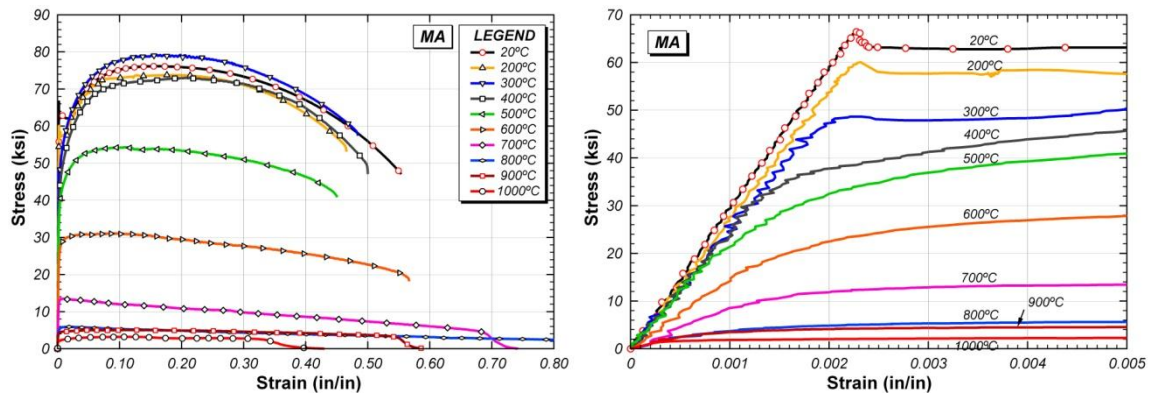 90
80
70
60
50
40
30
20
10
0
Stress (ksi)
0
0.10
0.20
0.30
0.40
0.50
0.60
0.70
0.80
Strain (in/in)
MA
LEGEND
20ºC
200ºC
300ºC
400ºC
500ºC
600ºC
700ºC
800ºC
900ºC
1000ºC
70
60
50
40
30
20
10
0
Stress (ksi)
0
0.001
0.002
0.003
0.004
0.005
Strain (in/in)
MA
20ºC
200ºC
300ºC
400ºC
500ºC
600ºC
700ºC
900ºC
800ºC
1000ºC